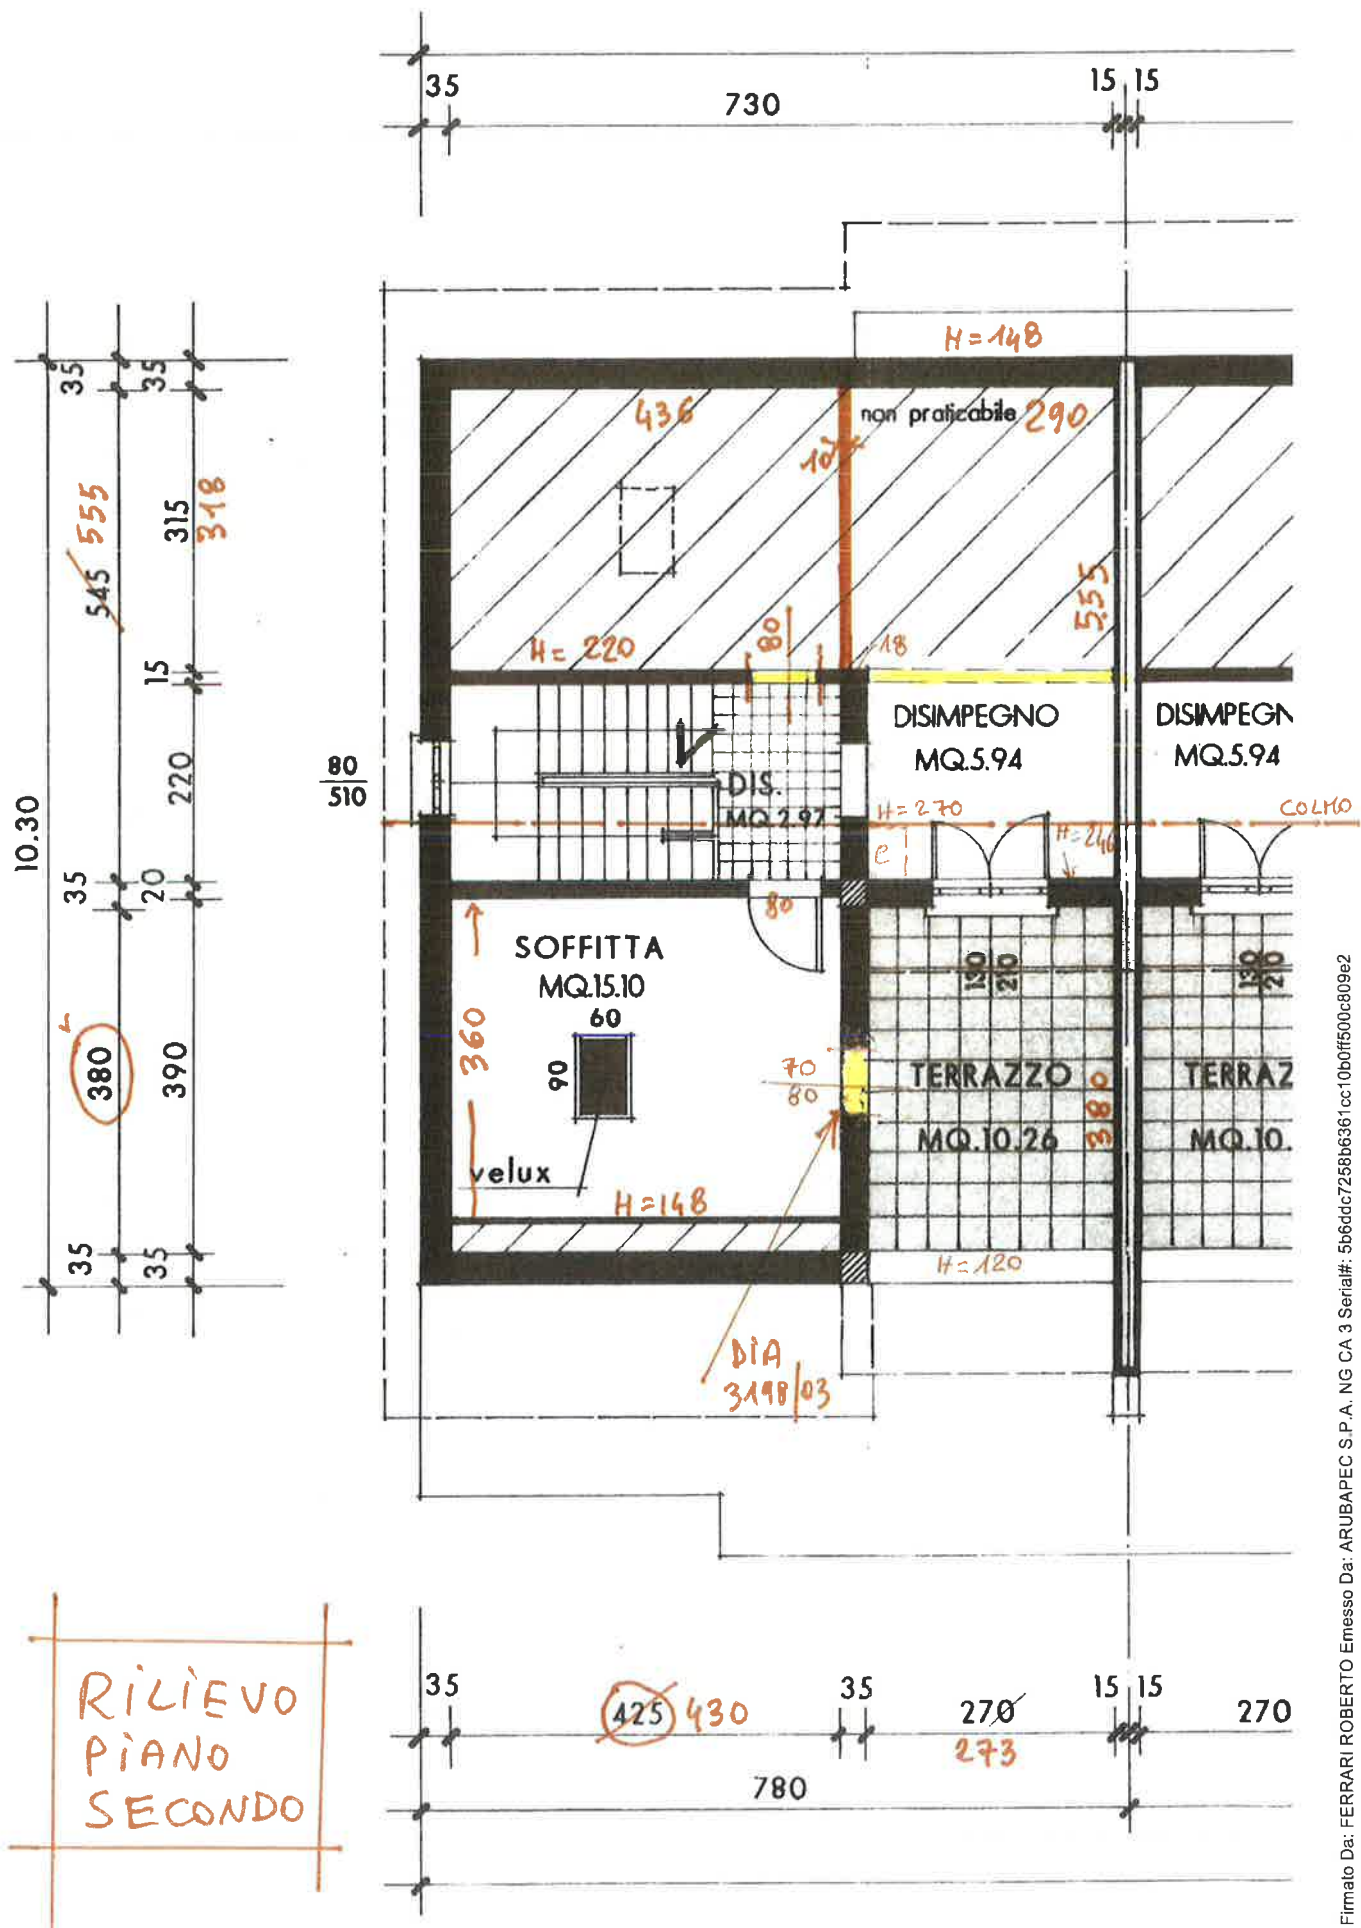 35
730
15 15
H=148
35
35
436
non praticabile 290
10
555
545
315
318
555
H= 220
80
18
15
DISIMPEGNO
MQ.5.94
DISIMPEGN
MQ.5.94
80
510
220
DIS.
MQ.2.97
H=270
COLMO
H=246
C
10.30
35
20
80
SOFFITTA
MQ.15.10
130
210
130
210
60
90
360
380
390
70
80
TERRAZZO
MQ.10.26
380
TERRAZ
MQ.10.
velux
H=148
35
35
H=120
DIA
3198/03
RILIEVO
PIANO
SECONDO
35
425 430
35
270
273
15 15
270
780
Firmato Da: FERRARI ROBERTO Emesso Da: ARUBAPEC S.P.A. NG CA 3 Serial#: 5b6ddc7258b6361cc10b0ff500c809e2